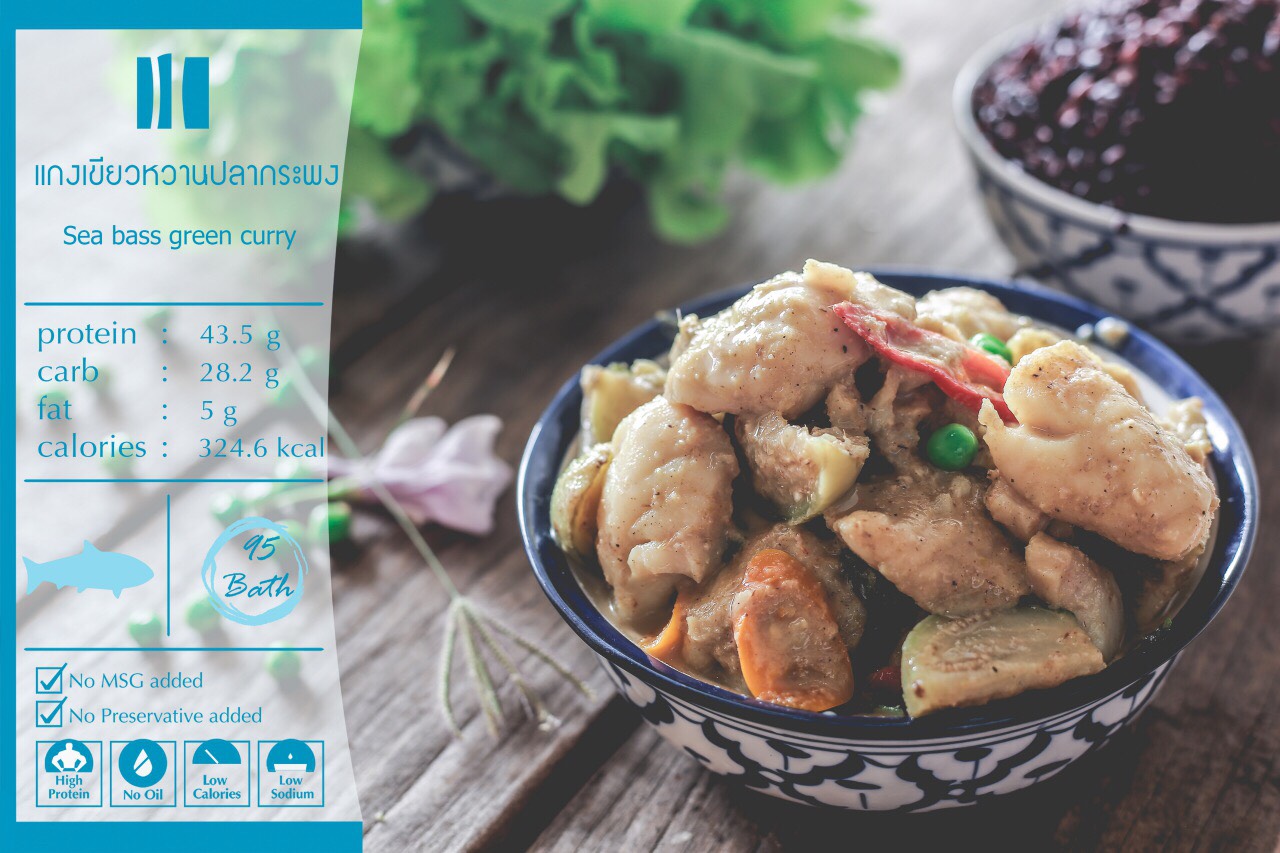 แกงเขียวหวานปลากระพง
Sea bass green curry
protein : 43.5 g
carb : 28.2 g
fat : 5 g
calories : 324.6 kcal
95
Bath
No MSG added
No Preservative added
High
Protein
No Oil
Low
Calories
Low
Sodium